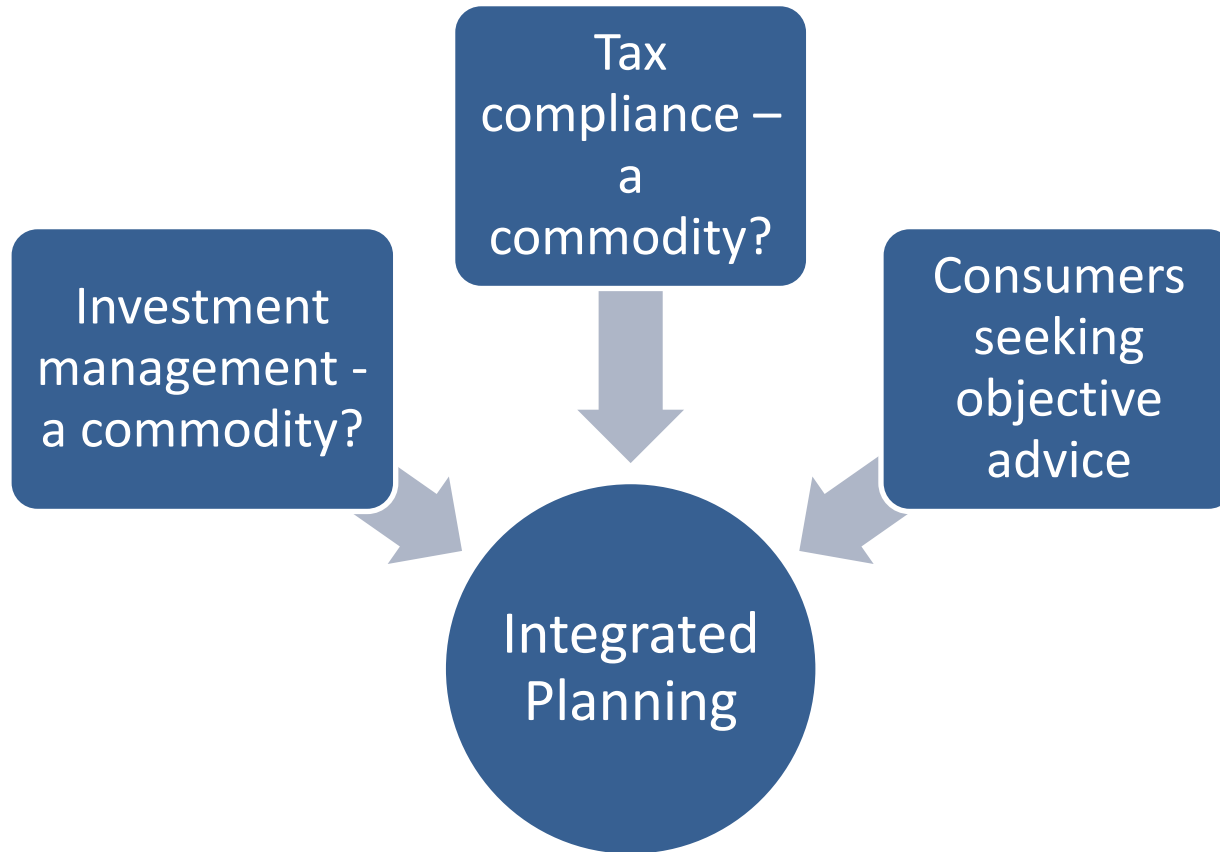 Tax
compliance –
a
commodity?
Investment
management -
a commodity?
Consumers
seeking
objective
advice
Integrated
Planning